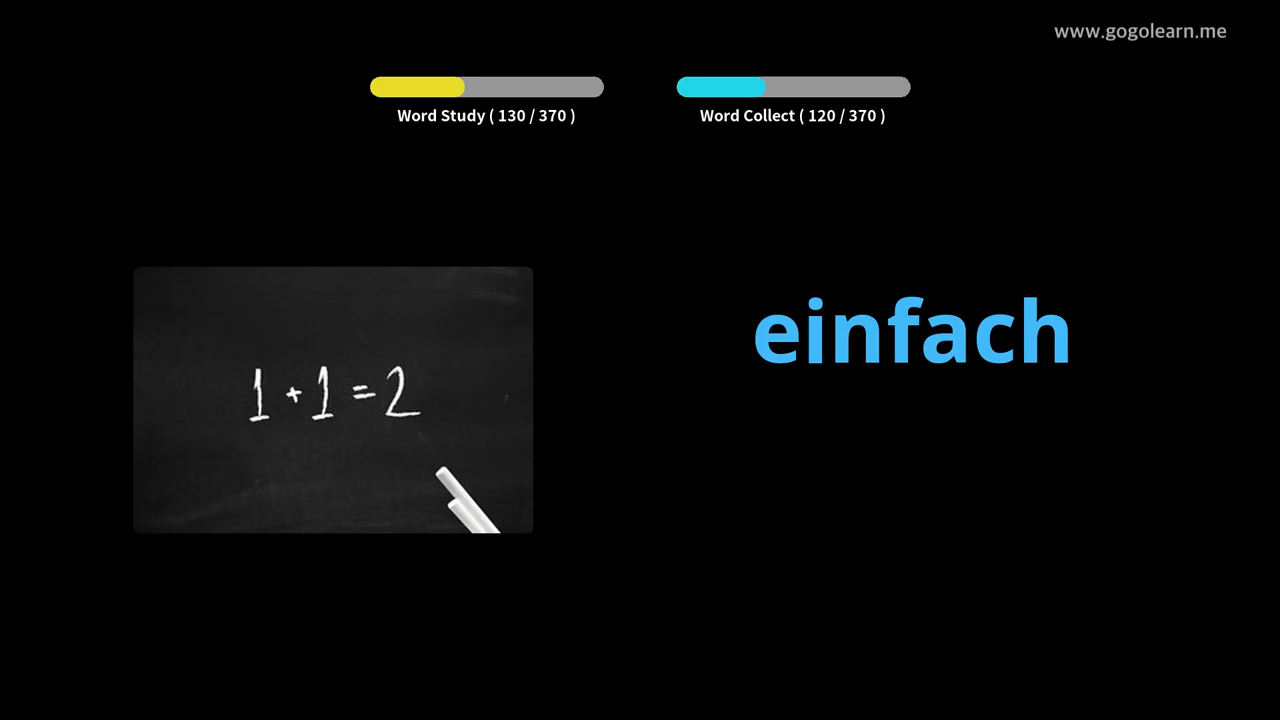 www.gogolearn.me
Word Study ( 130 / 370 )
Word Collect ( 120 / 370 )
einfach
1 + 1 = 2